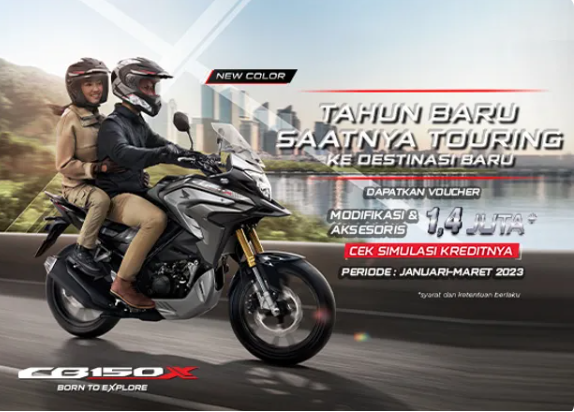 NEW COLOR
TAHUN BARU
SAATNYA TOURING
KE DESTINASI BARU
DAPATKAN VOUCHER
MODIFIKASI &
AKSESORIS 1,4 JUTA*
CEK SIMULASI KREDITNYA
PERIODE : JANUARI-MARET 2023
*syarat dan ketentuan berlaku
CB150X
BORN TO EXPLORE